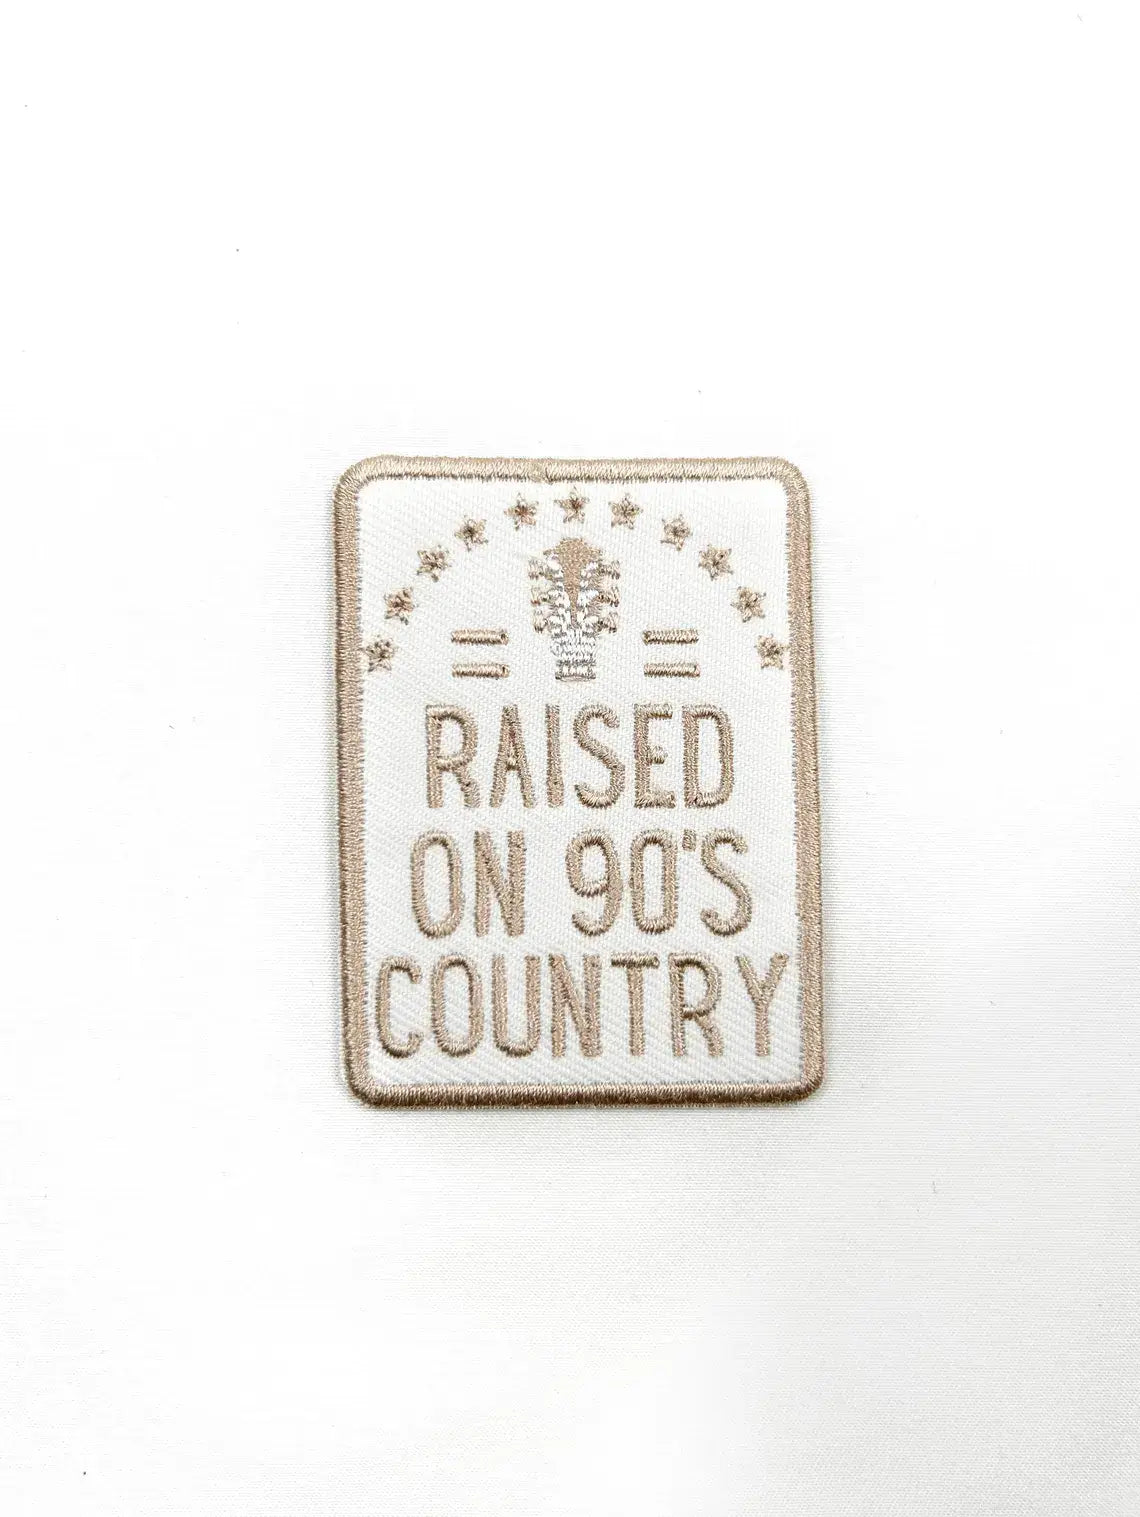 RAISED
ON 90'S
COUNTRY